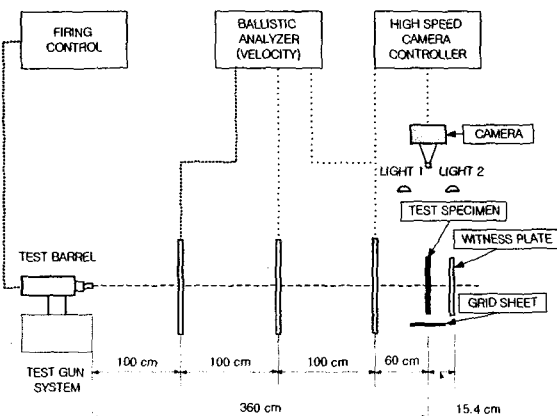 FIRING
CONTROL
BALLISTIC
ANALYZER
(VELOCITY)
HIGH SPEED
CAMERA
CONTROLLER
CAMERA
LIGHT 1
LIGHT 2
TEST SPECIMEN
WITNESS PLATE
TEST BARREL
GRID SHEET
TEST GUN
SYSTEM
100 cm
100 cm
100 cm
60 cm
360 cm
15.4 cm